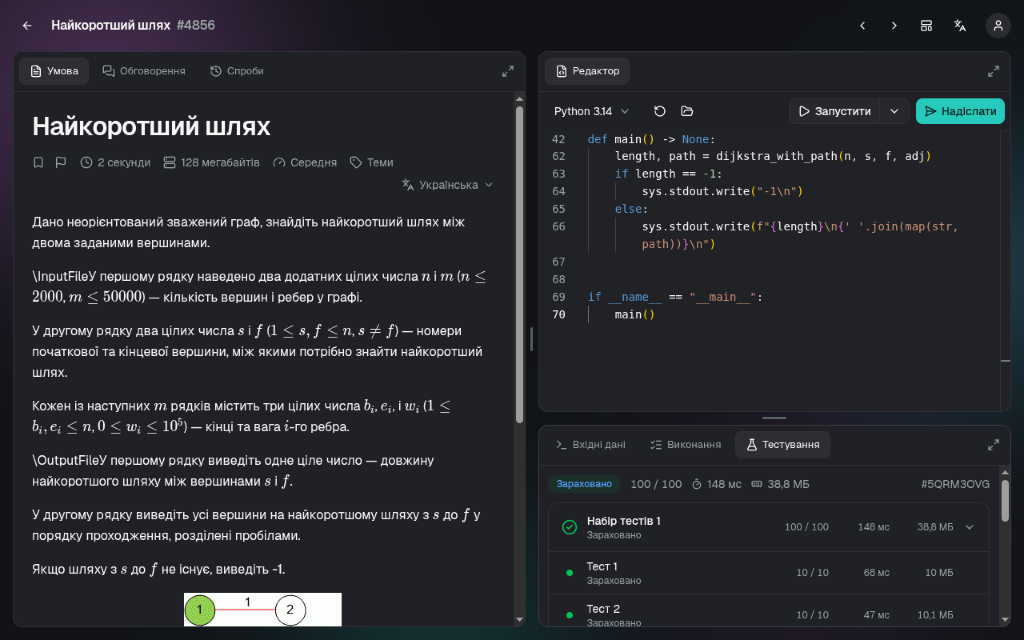 Найкоротший шлях #4856
Умова Обговорення Спроби
Найкоротший шлях
2 секунди 128 мегабайтів Середня Теми
Українська
Дано неорієнтований зважений граф, знайдіть найкоротший шлях між
двома заданими вершинами.
\InputFileУ першому рядку наведено два додатних цілих числа n і m (n ≤
2000, m ≤ 50000) — кількість вершин і ребер у графі.
У другому рядку два цілих числа s і f (1 ≤ s, f ≤ n, s ≠ f) — номери
початкової та кінцевої вершини, між якими потрібно знайти найкоротший
шлях.
Кожен із наступних m рядків містить три цілих числа b_i, e_i, і w_i (1 ≤
b_i, e_i ≤ n, 0 ≤ w_i ≤ 10^5) — кінці та вага i-го ребра.
\OutputFileУ першому рядку виведіть одне ціле число — довжину
найкоротшого шляху між вершинами s і f.
У другому рядку виведіть усі вершини на найкоротшому шляху з s до f у
порядку проходження, розділені пробілами.
Якщо шляху з s до f не існує, виведіть -1.
1 1 2
Редактор
Python 3.14 Запустити Надіслати
42 def main() -> None:
62 length, path = dijkstra_with_path(n, s, f, adj)
63 if length == -1:
64 sys.stdout.write("-1\n")
65 else:
66 sys.stdout.write(f"{length}\n{' '.join(map(str,
path))}\n")
67
68
69 if __name__ == "__main__":
70 main()
Вхідні дані Виконання Тестування
Зараховано 100 / 100 148 мс 38,8 МБ #5QRM3OVG
Набір тестів 1 100 / 100 148 мс 38,8 МБ
Зараховано
Тест 1 10 / 10 68 мс 10 МБ
Зараховано
Тест 2 10 / 10 47 мс 10,1 МБ
Зараховано